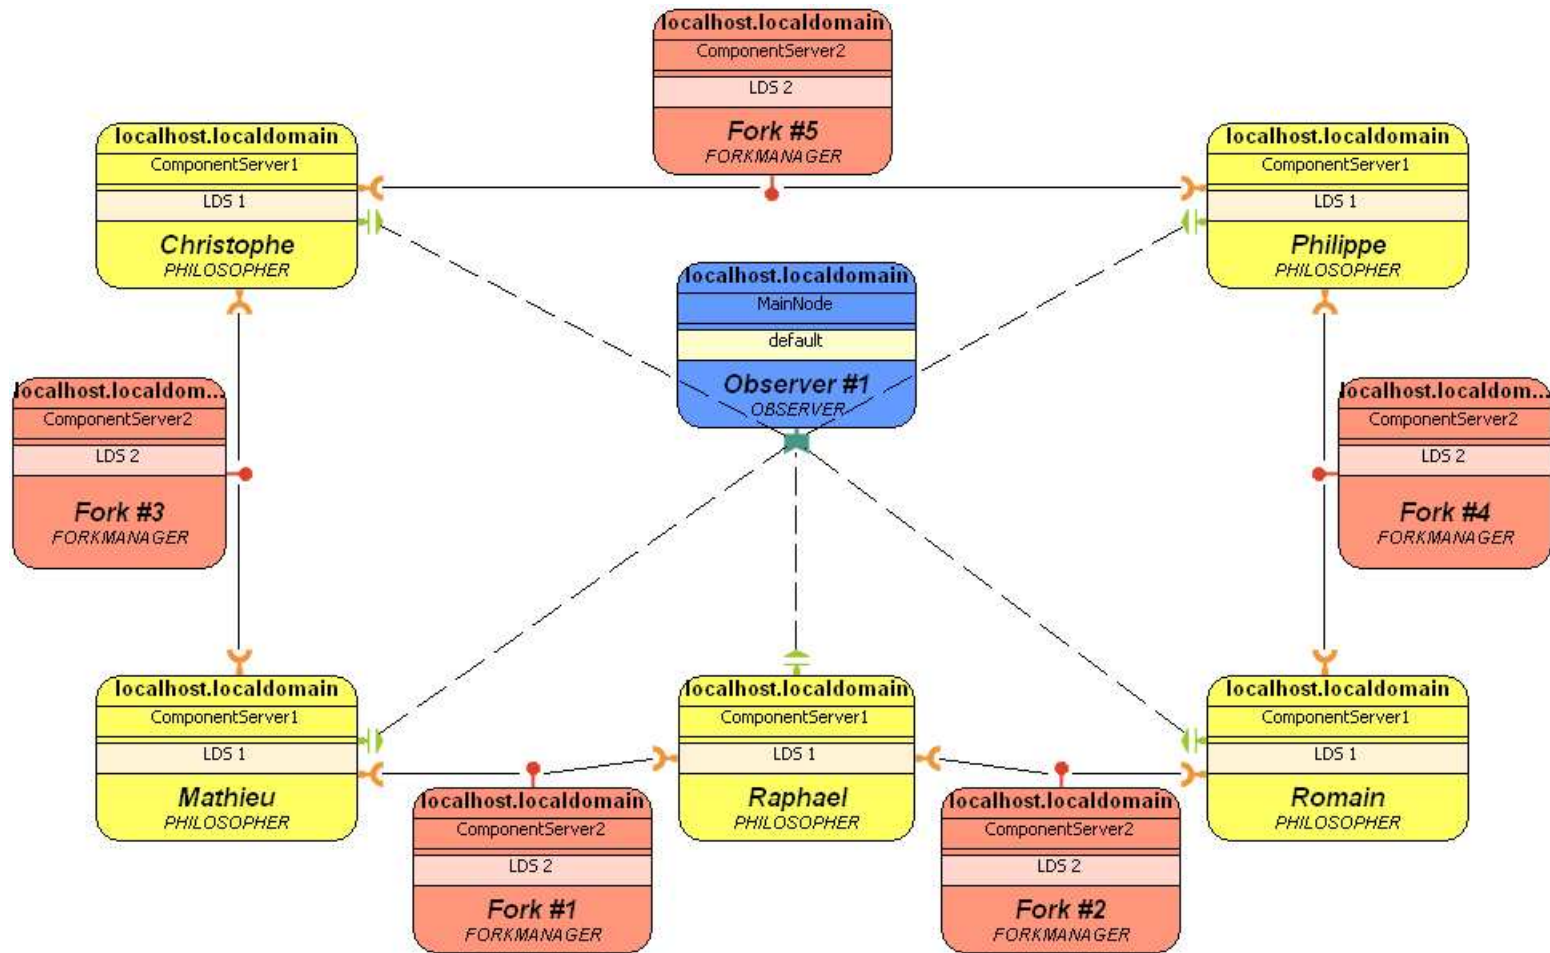 localhost.localdomain
ComponentServer2
LDS 2
Fork #5
FORKMANAGER
localhost.localdomain
ComponentServer1
LDS 1
Christophe
PHILOSOPHER
localhost.localdomain
ComponentServer1
LDS 1
Philippe
PHILOSOPHER
localhost.localdomain
MainNode
default
Observer #1
OBSERVER
localhost.localdom...
ComponentServer2
LDS 2
Fork #3
FORKMANAGER
localhost.localdom...
ComponentServer2
LDS 2
Fork #4
FORKMANAGER
localhost.localdomain
ComponentServer1
LDS 1
Mathieu
PHILOSOPHER
localhost.localdomain
ComponentServer1
LDS 1
Raphael
PHILOSOPHER
localhost.localdomain
ComponentServer1
LDS 1
Romain
PHILOSOPHER
localhost.localdomain
ComponentServer2
LDS 2
Fork #1
FORKMANAGER
localhost.localdomain
ComponentServer2
LDS 2
Fork #2
FORKMANAGER